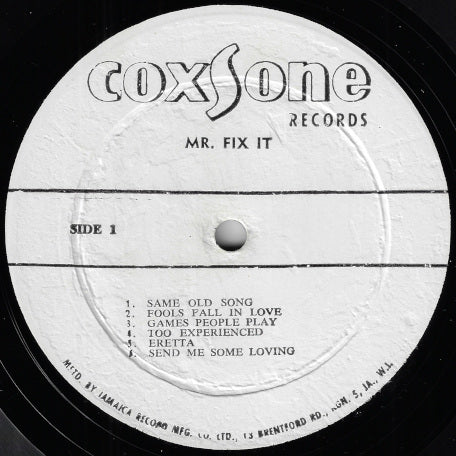 coxsone
RECORDS
MR. FIX IT
SIDE 1
1. SAME OLD SONG
2. FOOLS FALL IN LOVE
3. GAMES PEOPLE PLAY
4. TOO EXPERIENCED
5. ERETTA
6. SEND ME SOME LOVING
MFTD. BY JAMAICA RECORD MFG. CO. LTD., 13 BRENTFORD RD., KGN. 5, JA., W.I.